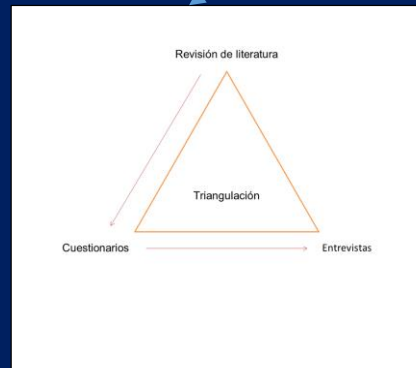 Revisión de literatura
Triangulación
Cuestionarios
Entrevistas